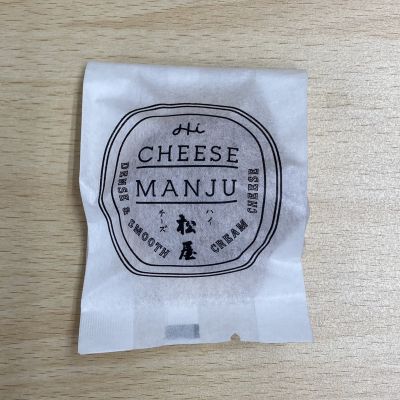 Hi
CHEESE
MANJU
ハイ
チーズ
松屋
DENSE & SMOOTH
CREAM CHEESE